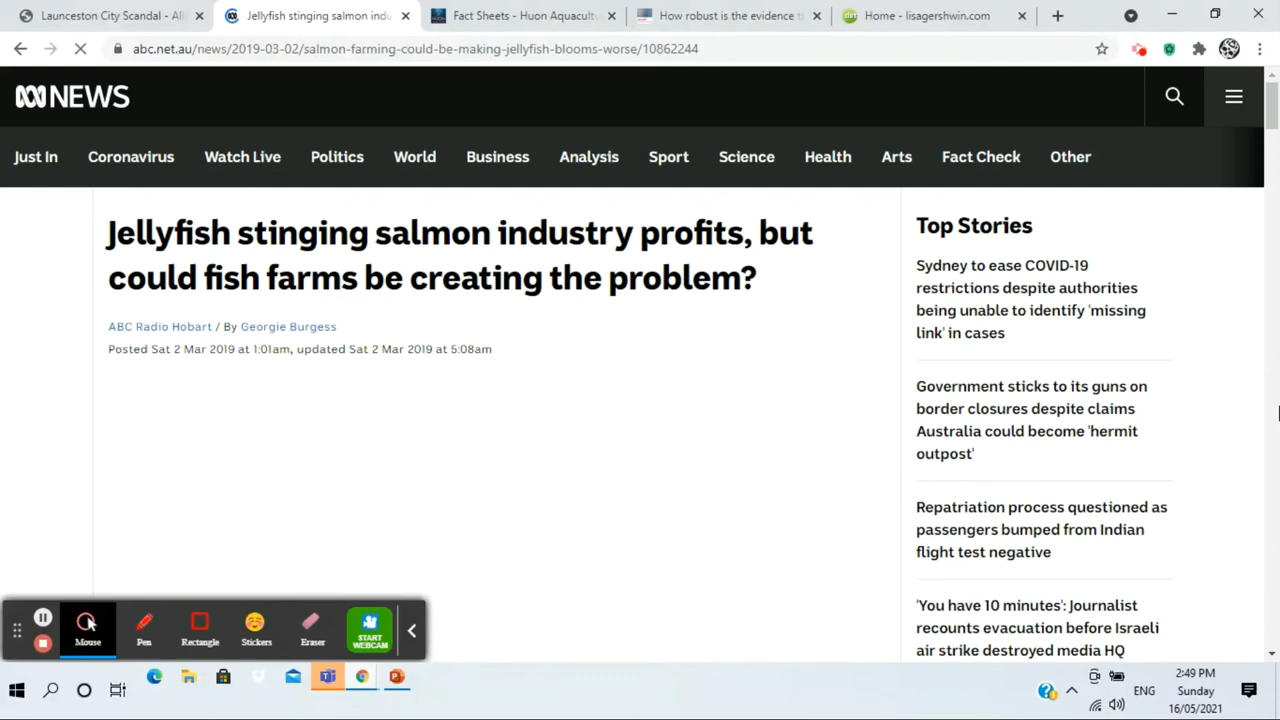 Launceston City Scandal - Ali
Jellyfish stinging salmon indu
Fact Sheets - Huon Aquacultu
How robust is the evidence t
Home - lisagershwin.com
abc.net.au/news/2019-03-02/salmon-farming-could-be-making-jellyfish-blooms-worse/10862244
NEWS
Just In
Coronavirus
Watch Live
Politics
World
Business
Analysis
Sport
Science
Health
Arts
Fact Check
Other
Jellyfish stinging salmon industry profits, but
could fish farms be creating the problem?
ABC Radio Hobart / By Georgie Burgess
Posted Sat 2 Mar 2019 at 1:01am, updated Sat 2 Mar 2019 at 5:08am
Top Stories
Sydney to ease COVID-19
restrictions despite authorities
being unable to identify 'missing
link' in cases
Government sticks to its guns on
border closures despite claims
Australia could become 'hermit
outpost'
Repatriation process questioned as
passengers bumped from Indian
flight test negative
'You have 10 minutes': Journalist
recounts evacuation before Israeli
air strike destroyed media HQ
Mouse
Pen
Rectangle
Stickers
Eraser
START
WEBCAM
2:49 PM
ENG
Sunday
16/05/2021